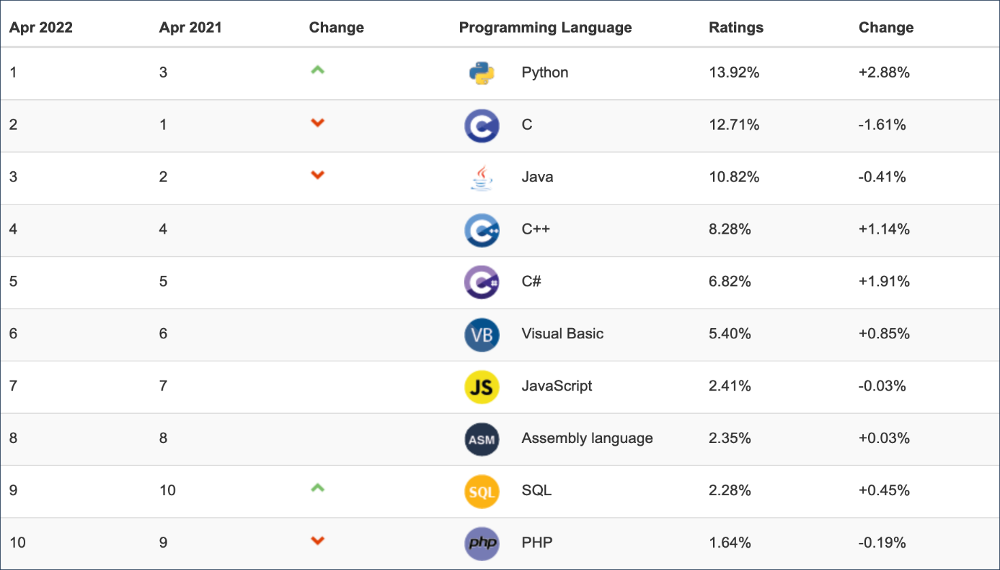 Apr 2022 Apr 2021 Change Programming Language Ratings Change
1 3 Python 13.92% +2.88%
2 1 C C 12.71% -1.61%
3 2 Java 10.82% -0.41%
4 4 C++ C++ 8.28% +1.14%
5 5 C# C# 6.82% +1.91%
6 6 VB Visual Basic 5.40% +0.85%
7 7 JS JavaScript 2.41% -0.03%
8 8 ASM Assembly language 2.35% +0.03%
9 10 SQL SQL 2.28% +0.45%
10 9 php PHP 1.64% -0.19%